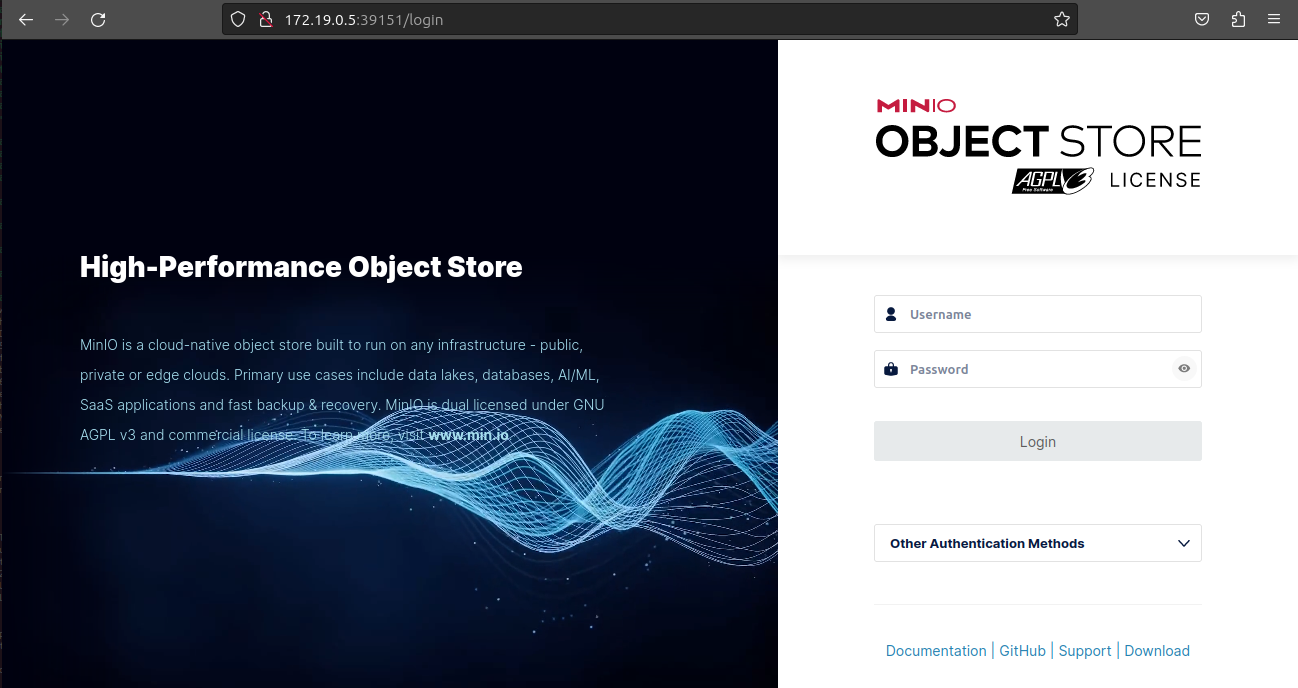 172.19.0.5:39151/login
MINIO
OBJECT STORE
AGPLv3 Free Software LICENSE
High-Performance Object Store
MinIO is a cloud-native object store built to run on any infrastructure - public,
private or edge clouds. Primary use cases include data lakes, databases, AI/ML,
SaaS applications and fast backup & recovery. MinIO is dual licensed under GNU
AGPL v3 and commercial license. To learn more, visit www.min.io.
Username
Password
Login
Other Authentication Methods
Documentation | GitHub | Support | Download